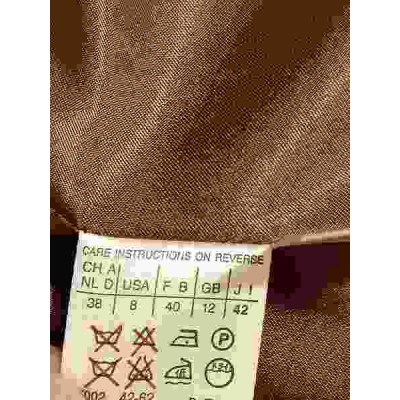 CARE INSTRUCTIONS ON REVERSE
CH A
NL D USA F B GB J I
38 8 40 12 42
P
002 42-62